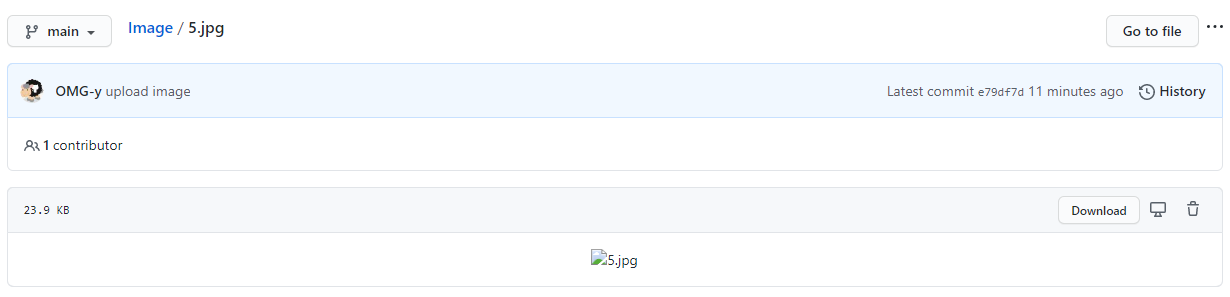 main
Image / 5.jpg
Go to file
OMG-y upload image
Latest commit e79df7d 11 minutes ago
History
1 contributor
23.9 KB
Download
5.jpg